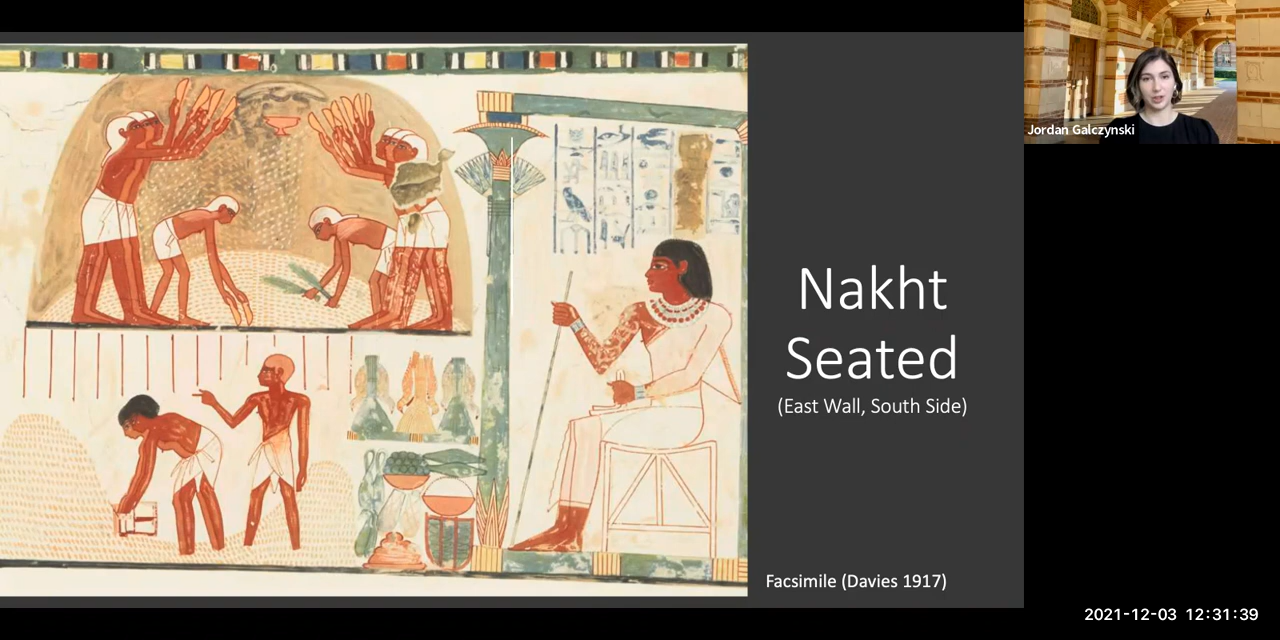 Jordan Galczynski
Nakht
Seated
(East Wall, South Side)
Facsimile (Davies 1917)
2021-12-03 12:31:39